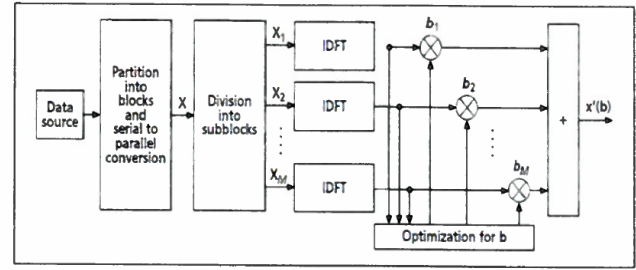 Data
source
Partition
into
blocks
and
serial to
parallel
conversion
X
Division
into
subblocks
X1
IDFT
b1
X2
IDFT
b2
XM
IDFT
bM
+
x'(b)
Optimization for b